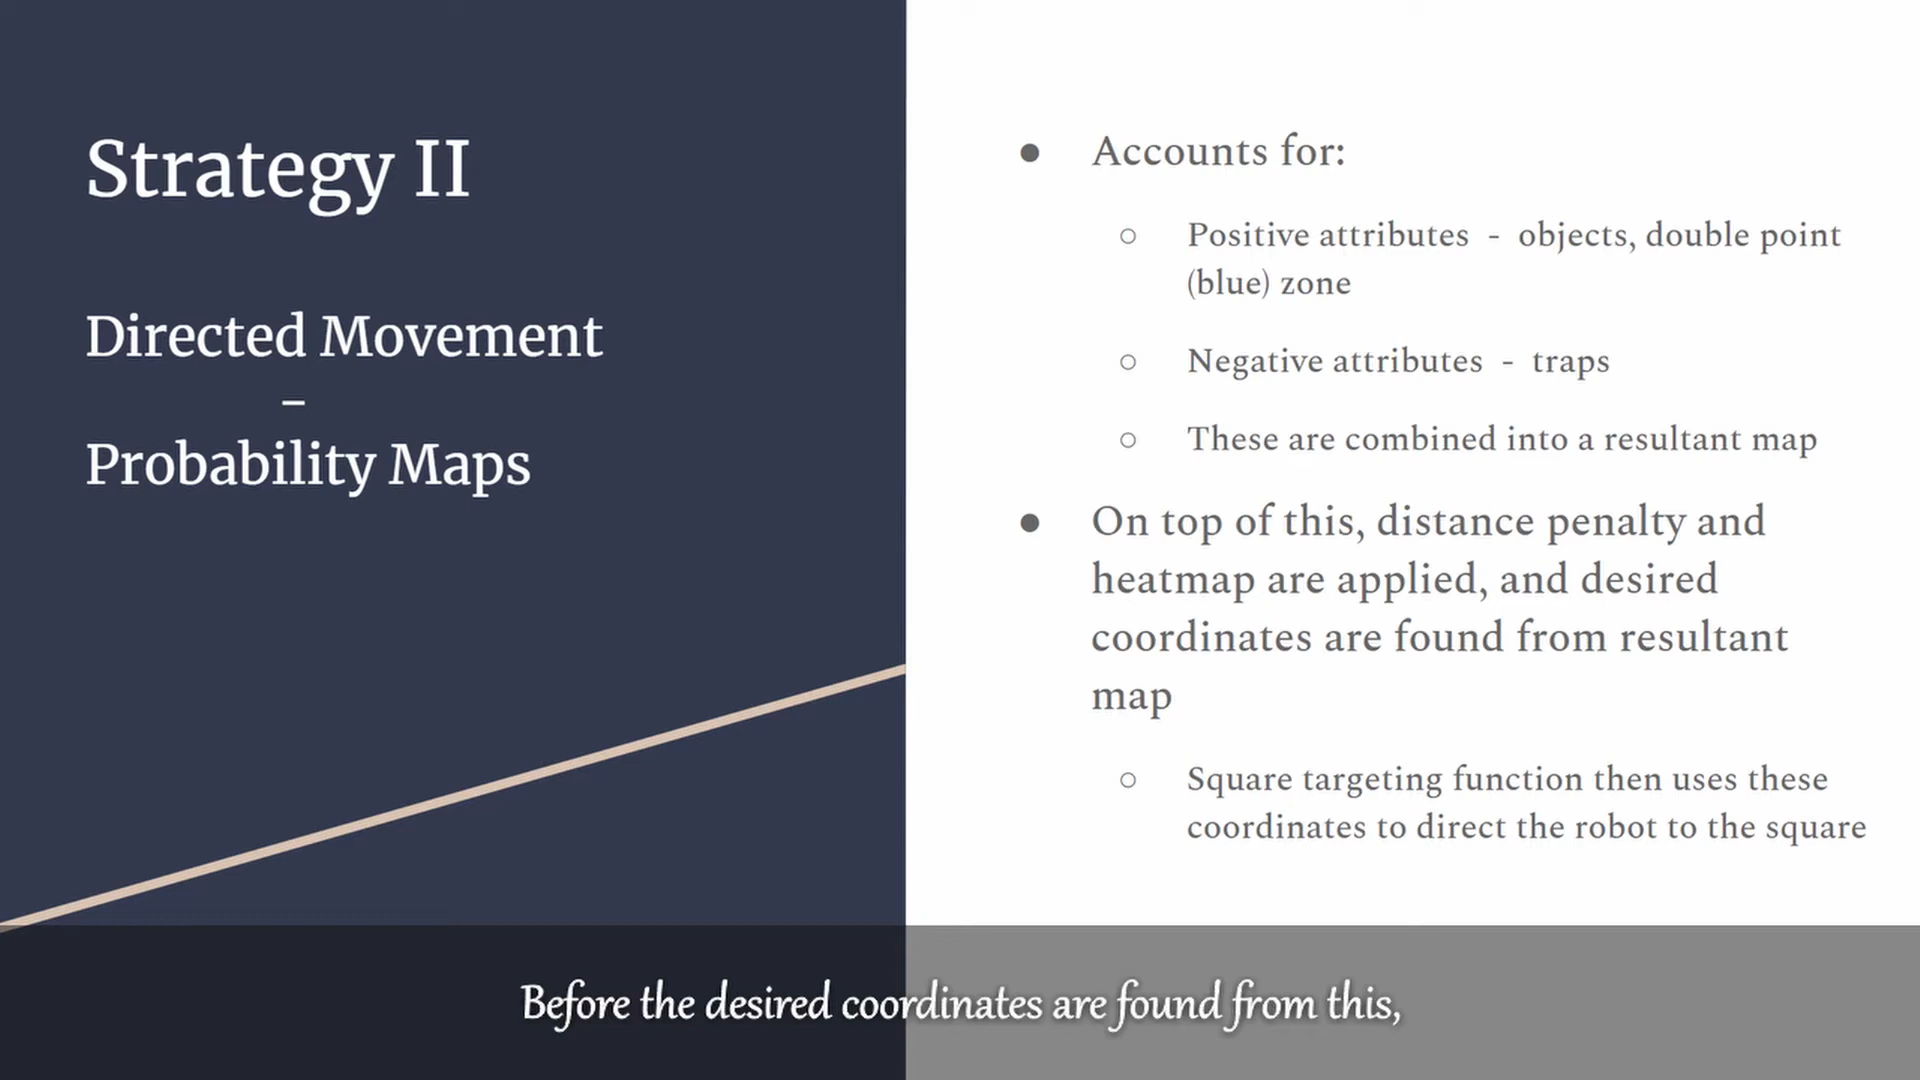 Strategy II
Directed Movement
–
Probability Maps
● Accounts for:
○ Positive attributes - objects, double point
(blue) zone
○ Negative attributes - traps
○ These are combined into a resultant map
● On top of this, distance penalty and
heatmap are applied, and desired
coordinates are found from resultant
map
○ Square targeting function then uses these
coordinates to direct the robot to the square
Before the desired coordinates are found from this,